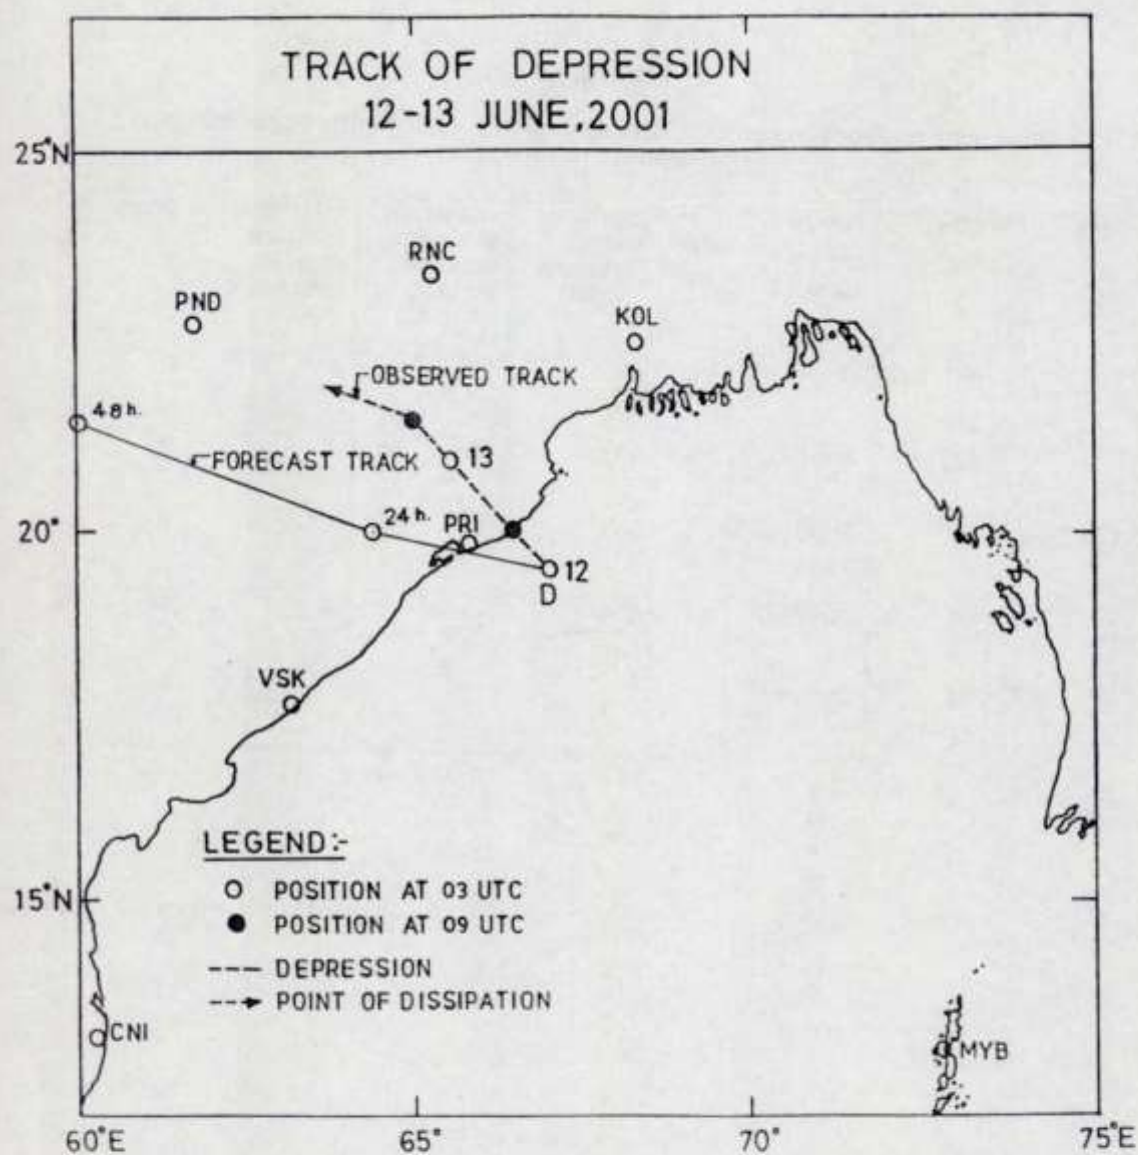 TRACK OF DEPRESSION
12-13 JUNE, 2001
25°N
RNC
PND
KOL
OBSERVED TRACK
48h.
FORECAST TRACK
13
24h.
PRI
20°
12
D
VSK
LEGEND:-
POSITION AT 03 UTC
15°N
POSITION AT 09 UTC
DEPRESSION
POINT OF DISSIPATION
CNI
MYB
60°E
65°
70°
75°E